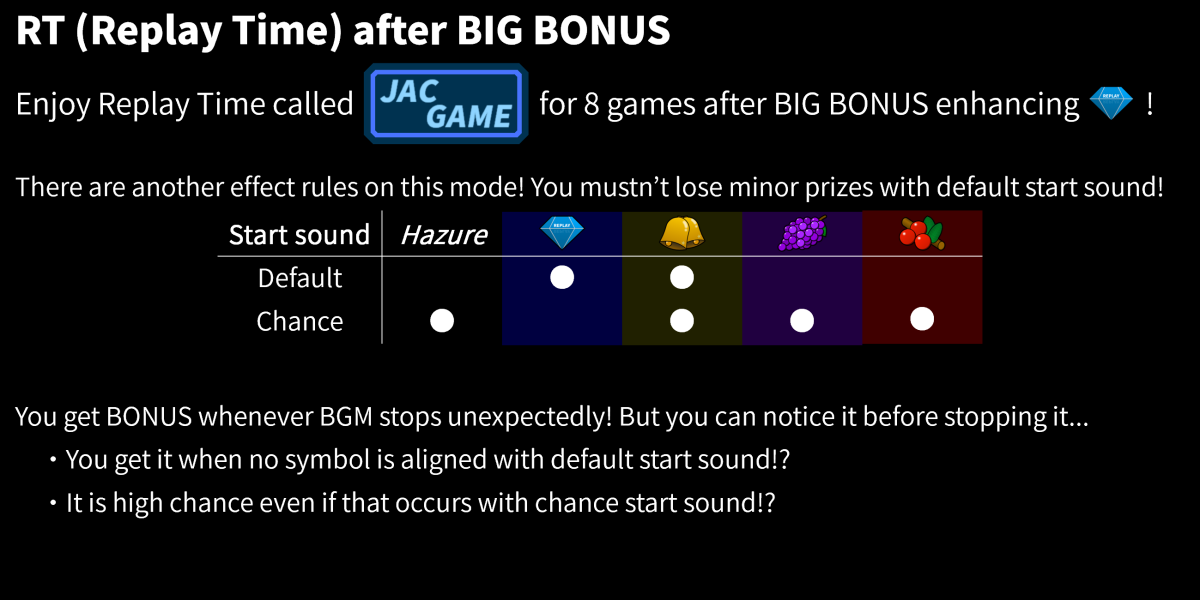 RT (Replay Time) after BIG BONUS
Enjoy Replay Time called JAC GAME for 8 games after BIG BONUS enhancing REPLAY !
There are another effect rules on this mode! You mustn't lose minor prizes with default start sound!
Start sound Hazure REPLAY
Default
Chance
You get BONUS whenever BGM stops unexpectedly! But you can notice it before stopping it...
・You get it when no symbol is aligned with default start sound!?
・It is high chance even if that occurs with chance start sound!?